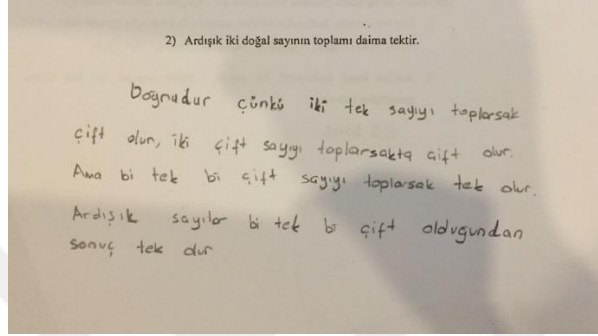 2) Ardışık iki doğal sayının toplamı daima tektir.
Doğrudur çünkü iki tek sayıyı toplarsak
çift olur, iki çift sayıyı toplarsakta çift olur.
Ama bi tek bi çift sayıyı toplarsak tek olur.
Ardışık sayılar bi tek bi çift olduğundan
sonuç tek olur